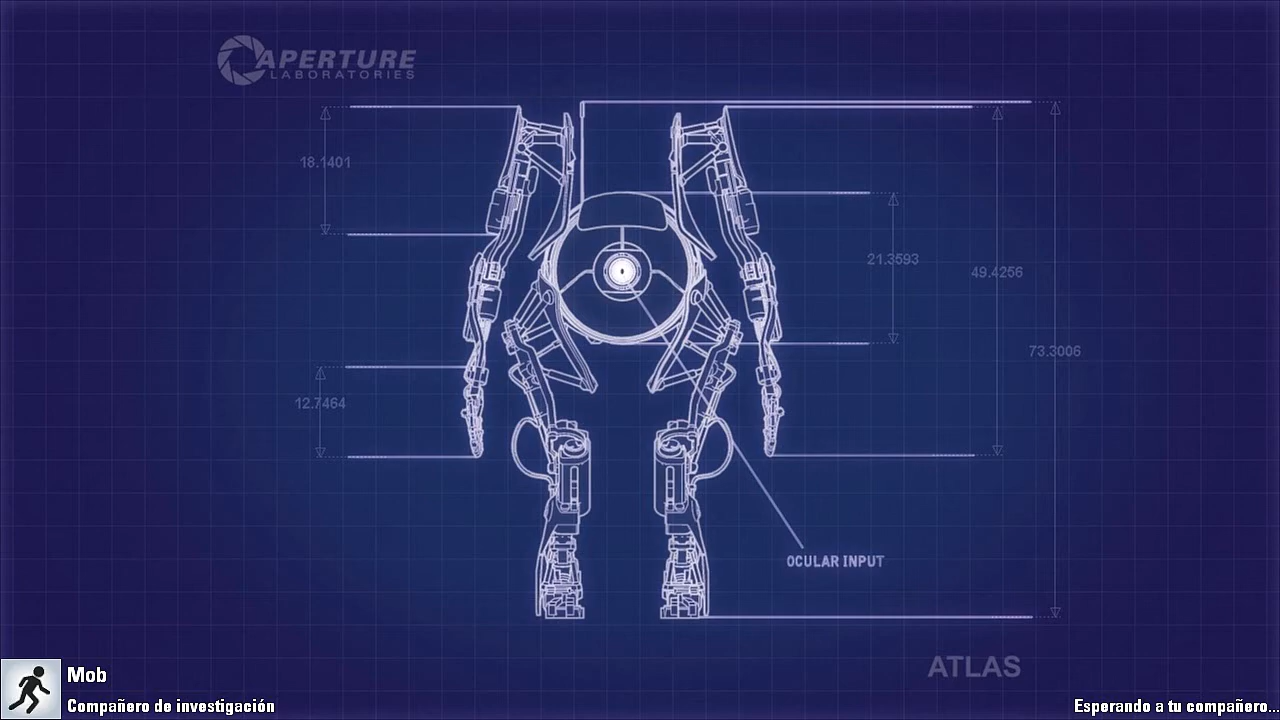 APERTURE
LABORATORIES
18.1401
21.3593
49.4256
73.3006
12.7464
OCULAR INPUT
ATLAS
Mob
Compañero de investigación
Esperando a tu compañero...